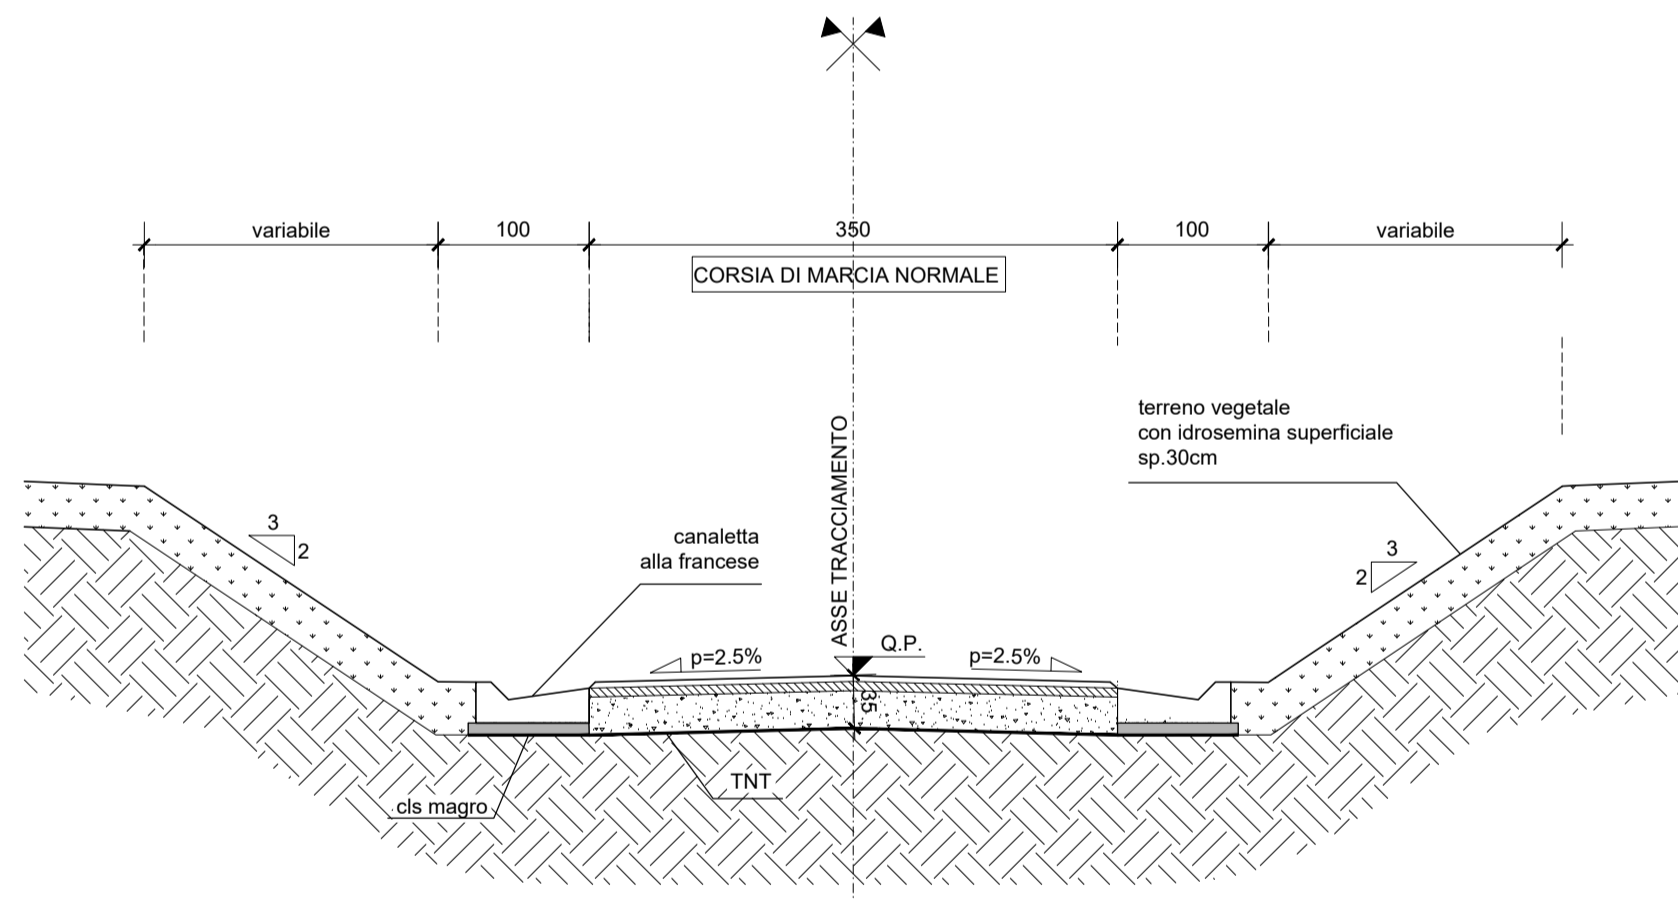 variabile
100
350
100
variabile
CORSIA DI MARCIA NORMALE
terreno vegetale
con idrosemina superficiale
sp.30cm
ASSE TRACCIAMENTO
3
2
canaletta
alla francese
3
2
p=2.5%
Q.P.
p=2.5%
35
TNT
cls magro